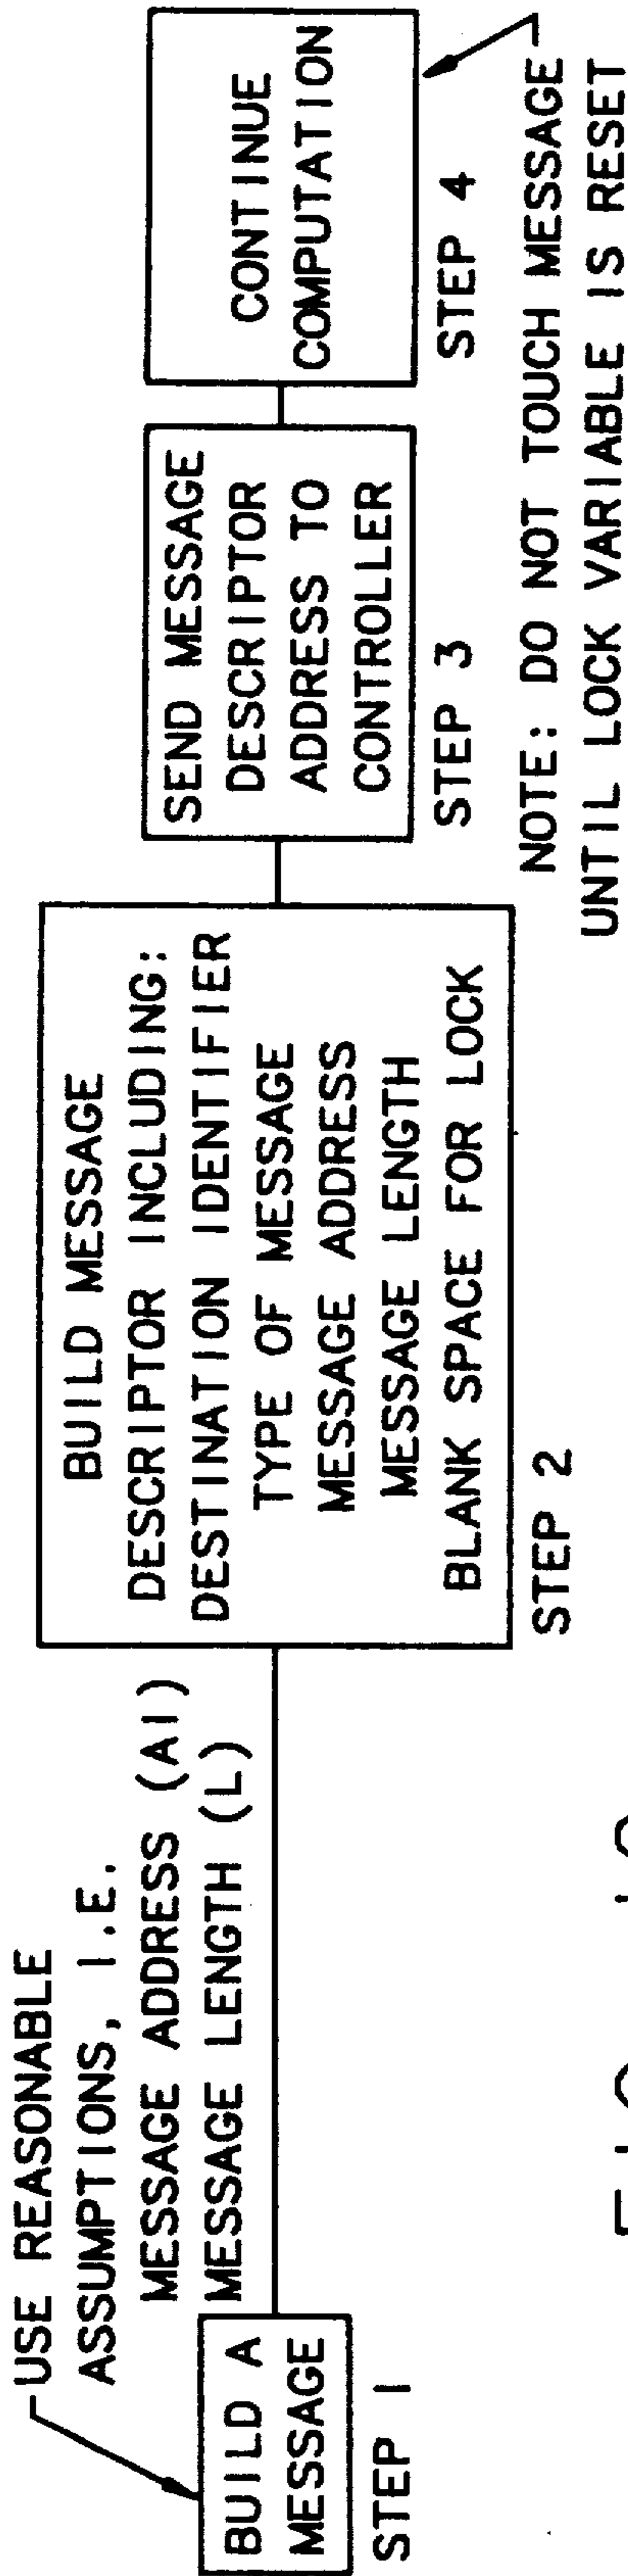 USE REASONABLE
ASSUMPTIONS, I.E.
MESSAGE ADDRESS (A1)
MESSAGE LENGTH (L)
BUILD A
MESSAGE
STEP 1
BUILD MESSAGE
DESCRIPTOR INCLUDING:
DESTINATION IDENTIFIER
TYPE OF MESSAGE
MESSAGE ADDRESS
MESSAGE LENGTH
BLANK SPACE FOR LOCK
STEP 2
SEND MESSAGE
DESCRIPTOR
ADDRESS TO
CONTROLLER
STEP 3
CONTINUE
COMPUTATION
STEP 4
NOTE: DO NOT TOUCH MESSAGE
UNTIL LOCK VARIABLE IS RESET